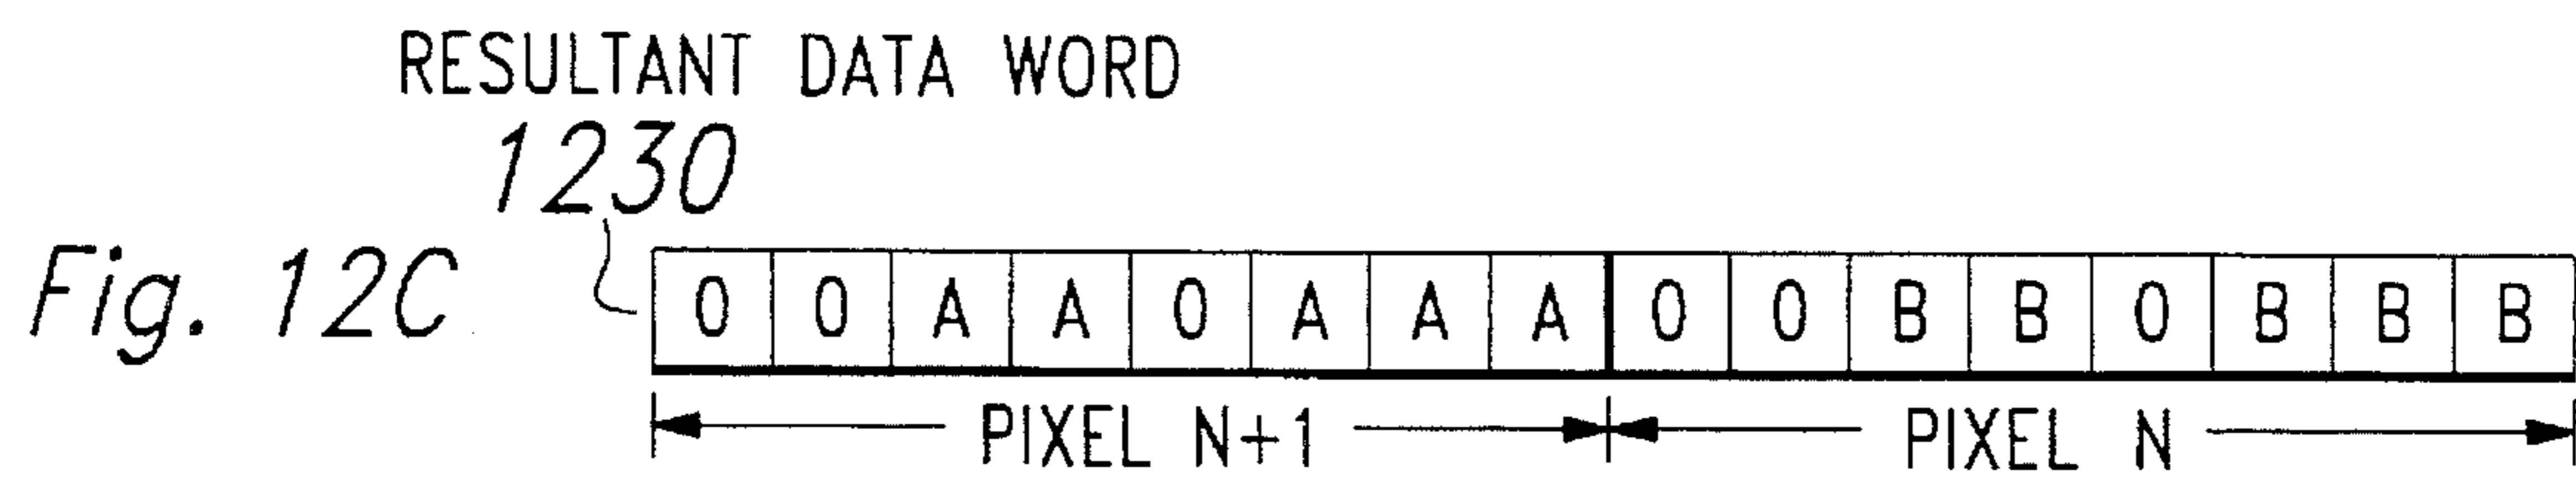 RESULTANT DATA WORD
1230
Fig. 12C
0 0 A A 0 A A A 0 0 B B 0 B B B
PIXEL N+1 PIXEL N